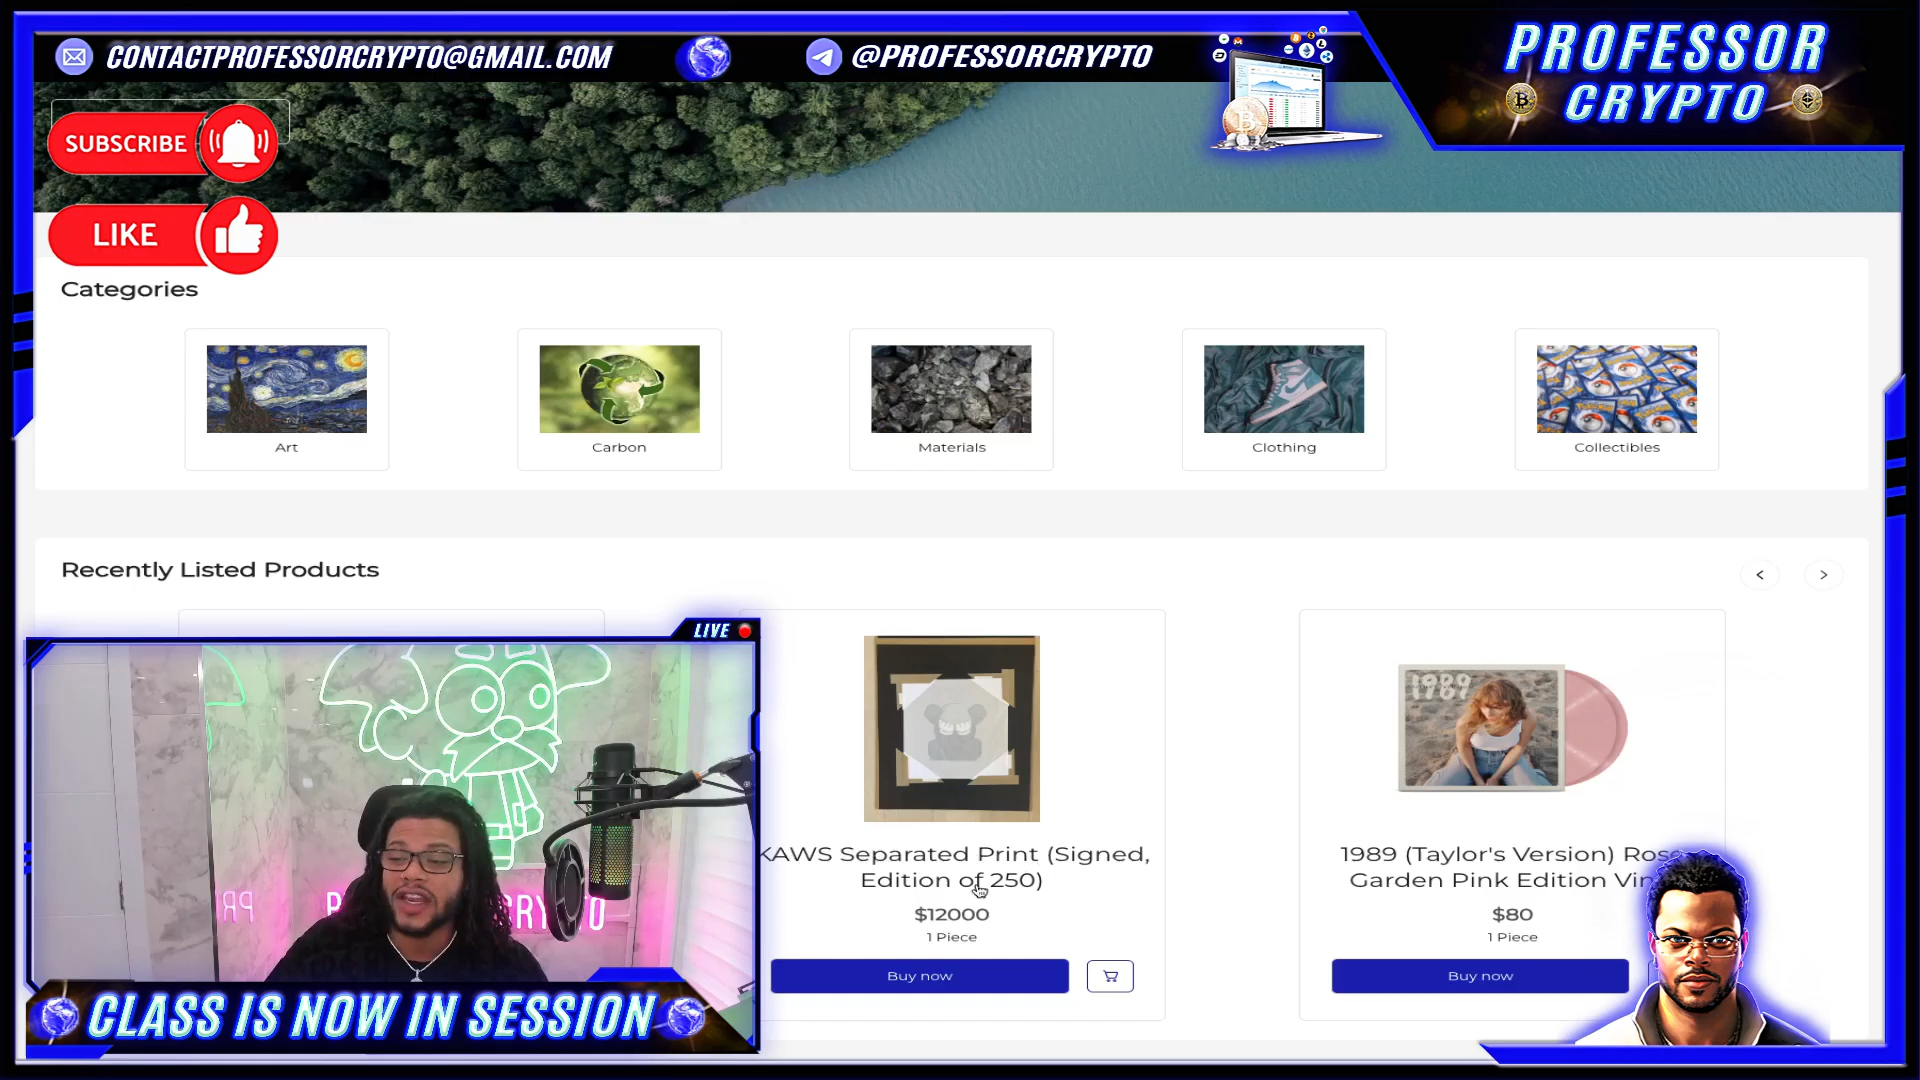 CONTACTPROFESSORCRYPTO@GMAIL.COM
@PROFESSORCRYPTO
PROFESSOR
CRYPTO
SUBSCRIBE
LIKE
Categories
Art
Carbon
Materials
Clothing
Collectibles
Recently Listed Products
<
>
LIVE
1989
KAWS Separated Print (Signed,
Edition of 250)
$12000
1 Piece
Buy now
1989 (Taylor's Version)
Garden Pink Edition
$80
1 Piece
Buy now
CLASS IS NOW IN SESSION